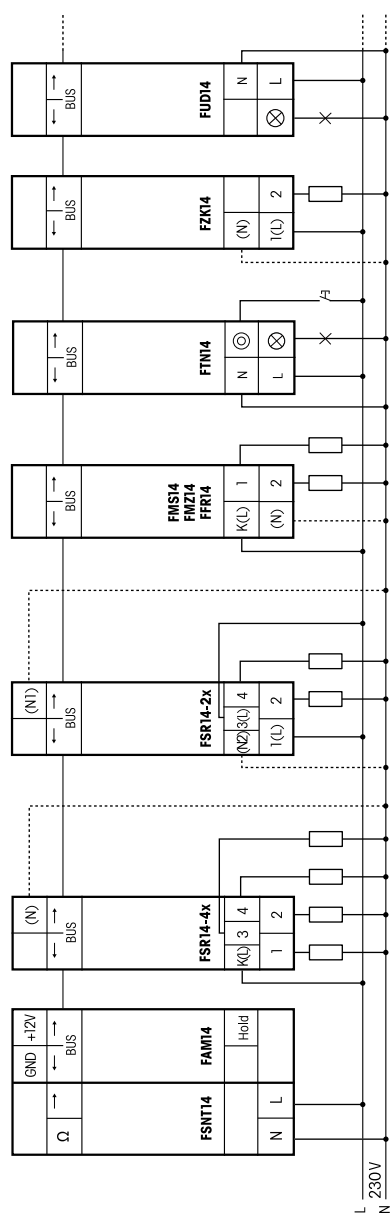 Ω
FSNT14
N L
GND +12V
BUS
FAM14
Hold
(N)
BUS
FSR14-4x
K(L) 3 4
1 2
(N1)
BUS
FSR14-2x
(N2) 3(L) 4
1(L) 2
BUS
FMS14
FMZ14
FFR14
K(L) 1
(N) 2
BUS
FTN14
N
L
BUS
FZK14
(N)
1(L) 2
BUS
FUD14
N
L
L
230V
N